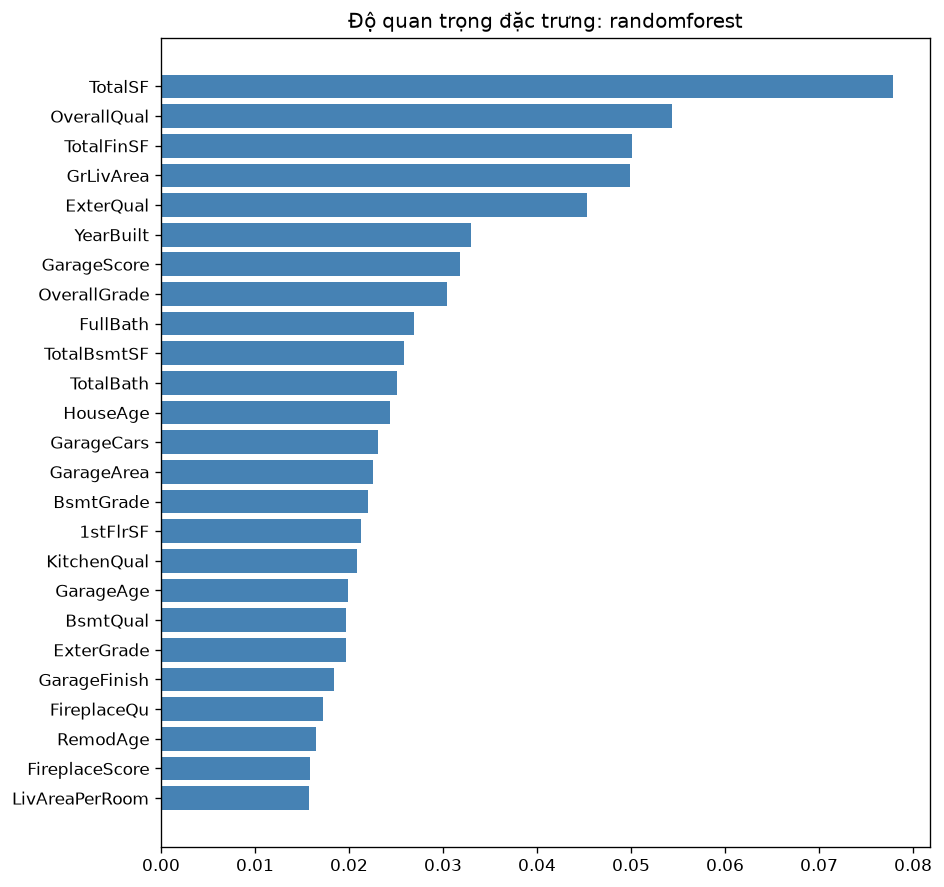 Độ quan trọng đặc trưng: randomforest
TotalSF
OverallQual
TotalFinSF
GrLivArea
ExterQual
YearBuilt
GarageScore
OverallGrade
FullBath
TotalBsmtSF
TotalBath
HouseAge
GarageCars
GarageArea
BsmtGrade
1stFlrSF
KitchenQual
GarageAge
BsmtQual
ExterGrade
GarageFinish
FireplaceQu
RemodAge
FireplaceScore
LivAreaPerRoom
0.00 0.01 0.02 0.03 0.04 0.05 0.06 0.07 0.08